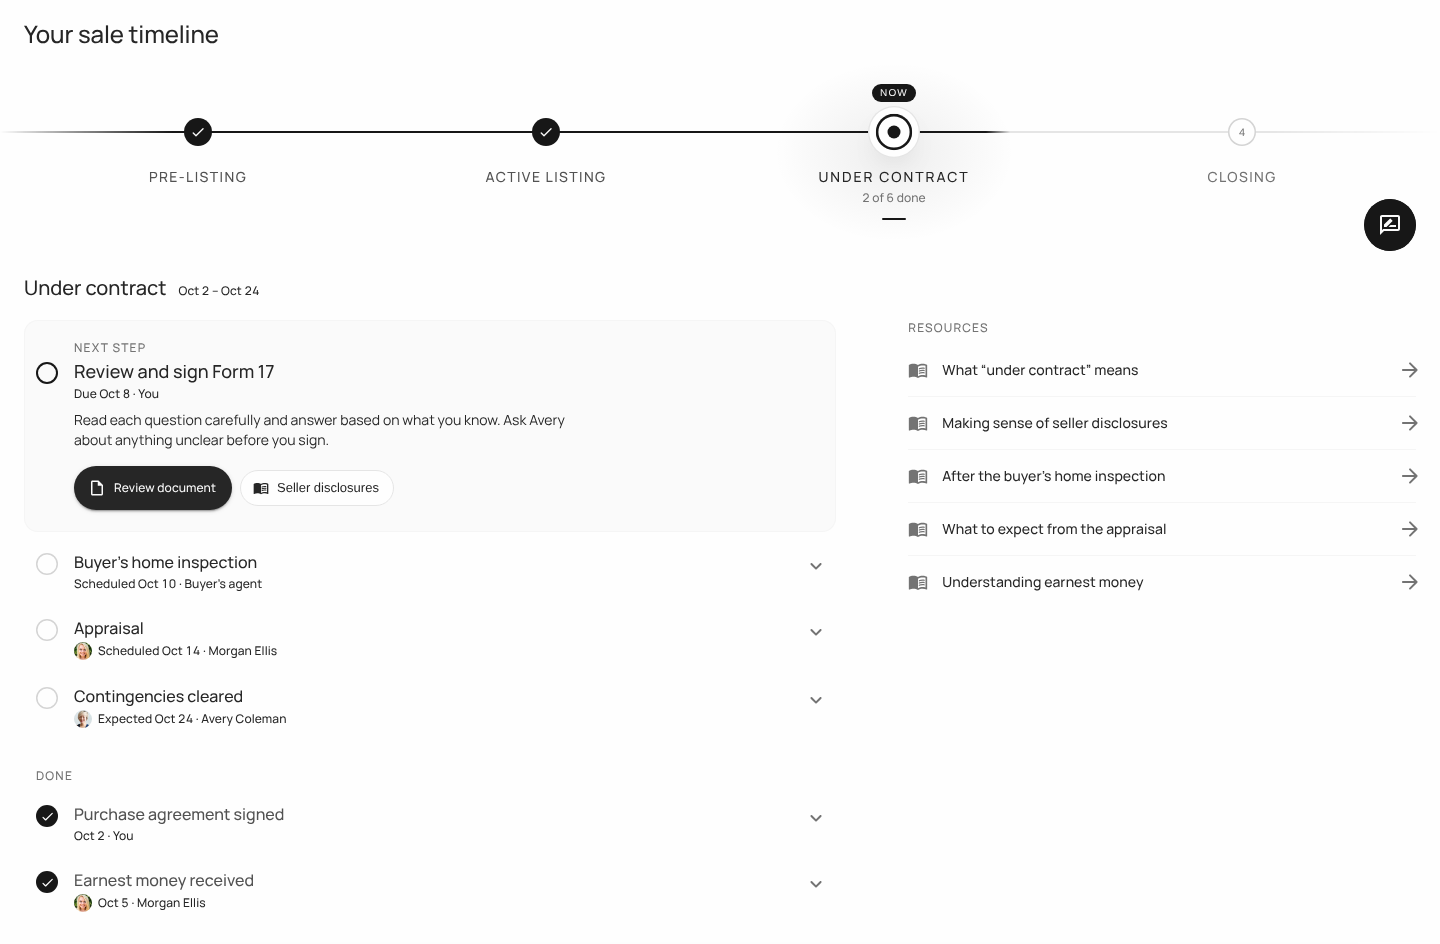 Your sale timeline
NOW
4
PRE-LISTING
ACTIVE LISTING
UNDER CONTRACT
CLOSING
2 of 6 done
Under contract Oct 2 – Oct 24
NEXT STEP
Review and sign Form 17
Due Oct 8 · You
Read each question carefully and answer based on what you know. Ask Avery
about anything unclear before you sign.
Review document
Seller disclosures
Buyer’s home inspection
Scheduled Oct 10 · Buyer’s agent
Appraisal
Scheduled Oct 14 · Morgan Ellis
Contingencies cleared
Expected Oct 24 · Avery Coleman
DONE
Purchase agreement signed
Oct 2 · You
Earnest money received
Oct 5 · Morgan Ellis
RESOURCES
What “under contract” means
Making sense of seller disclosures
After the buyer’s home inspection
What to expect from the appraisal
Understanding earnest money